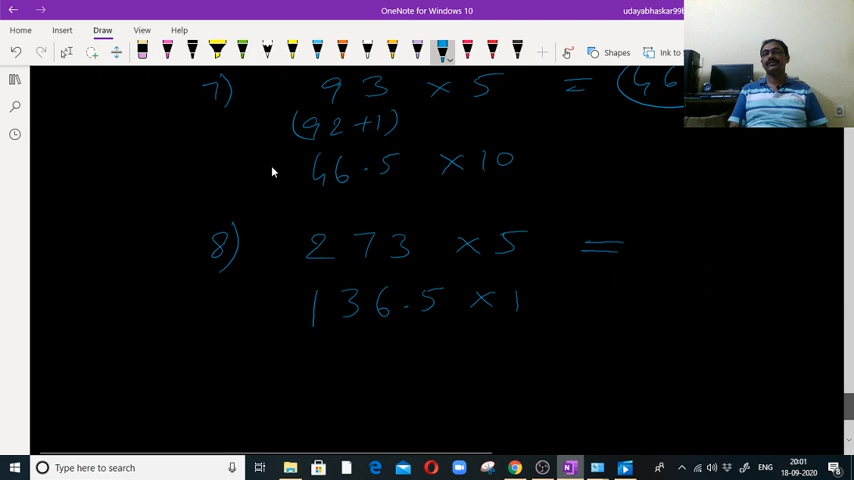 OneNote for Windows 10
udayabhaskar99
Home Insert Draw View Help
Shapes Ink to
7) 93 × 5 = 46
(92+1)
46.5 × 10
8) 273 × 5 =
136.5 × 1
Type here to search
ENG
20:01
18-09-2020
8